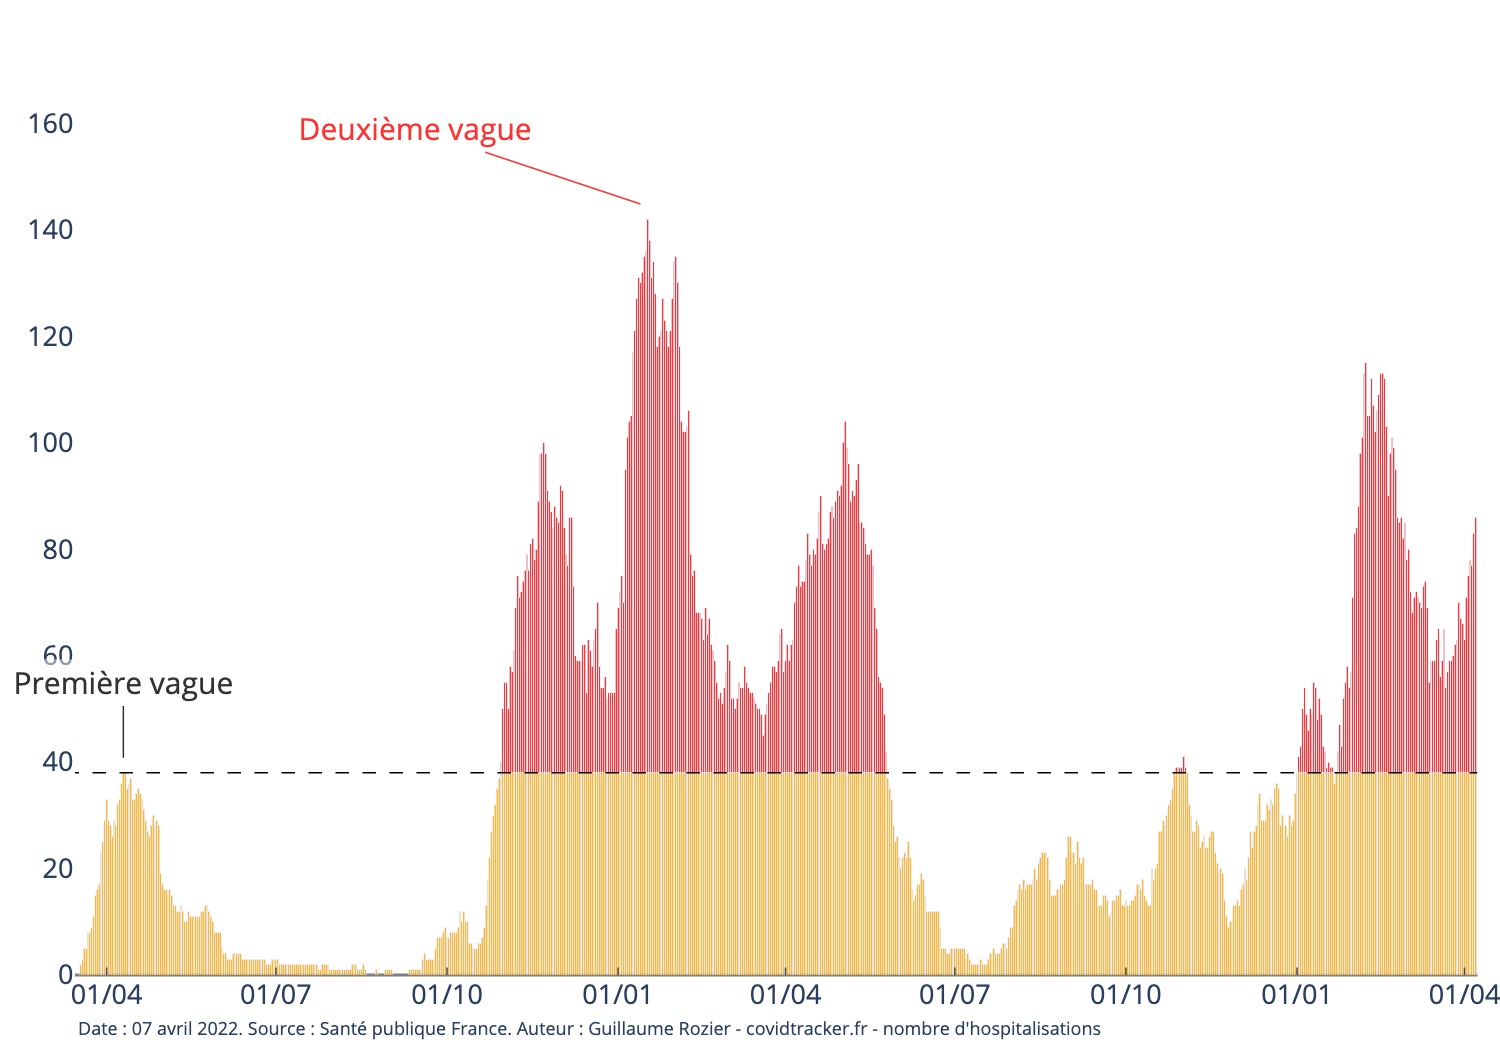 160
Deuxième vague
140
120
100
80
60
Première vague
40
20
0
01/04 01/07 01/10 01/01 01/04 01/07 01/10 01/01 01/04
Date : 07 avril 2022. Source : Santé publique France. Auteur : Guillaume Rozier - covidtracker.fr - nombre d'hospitalisations